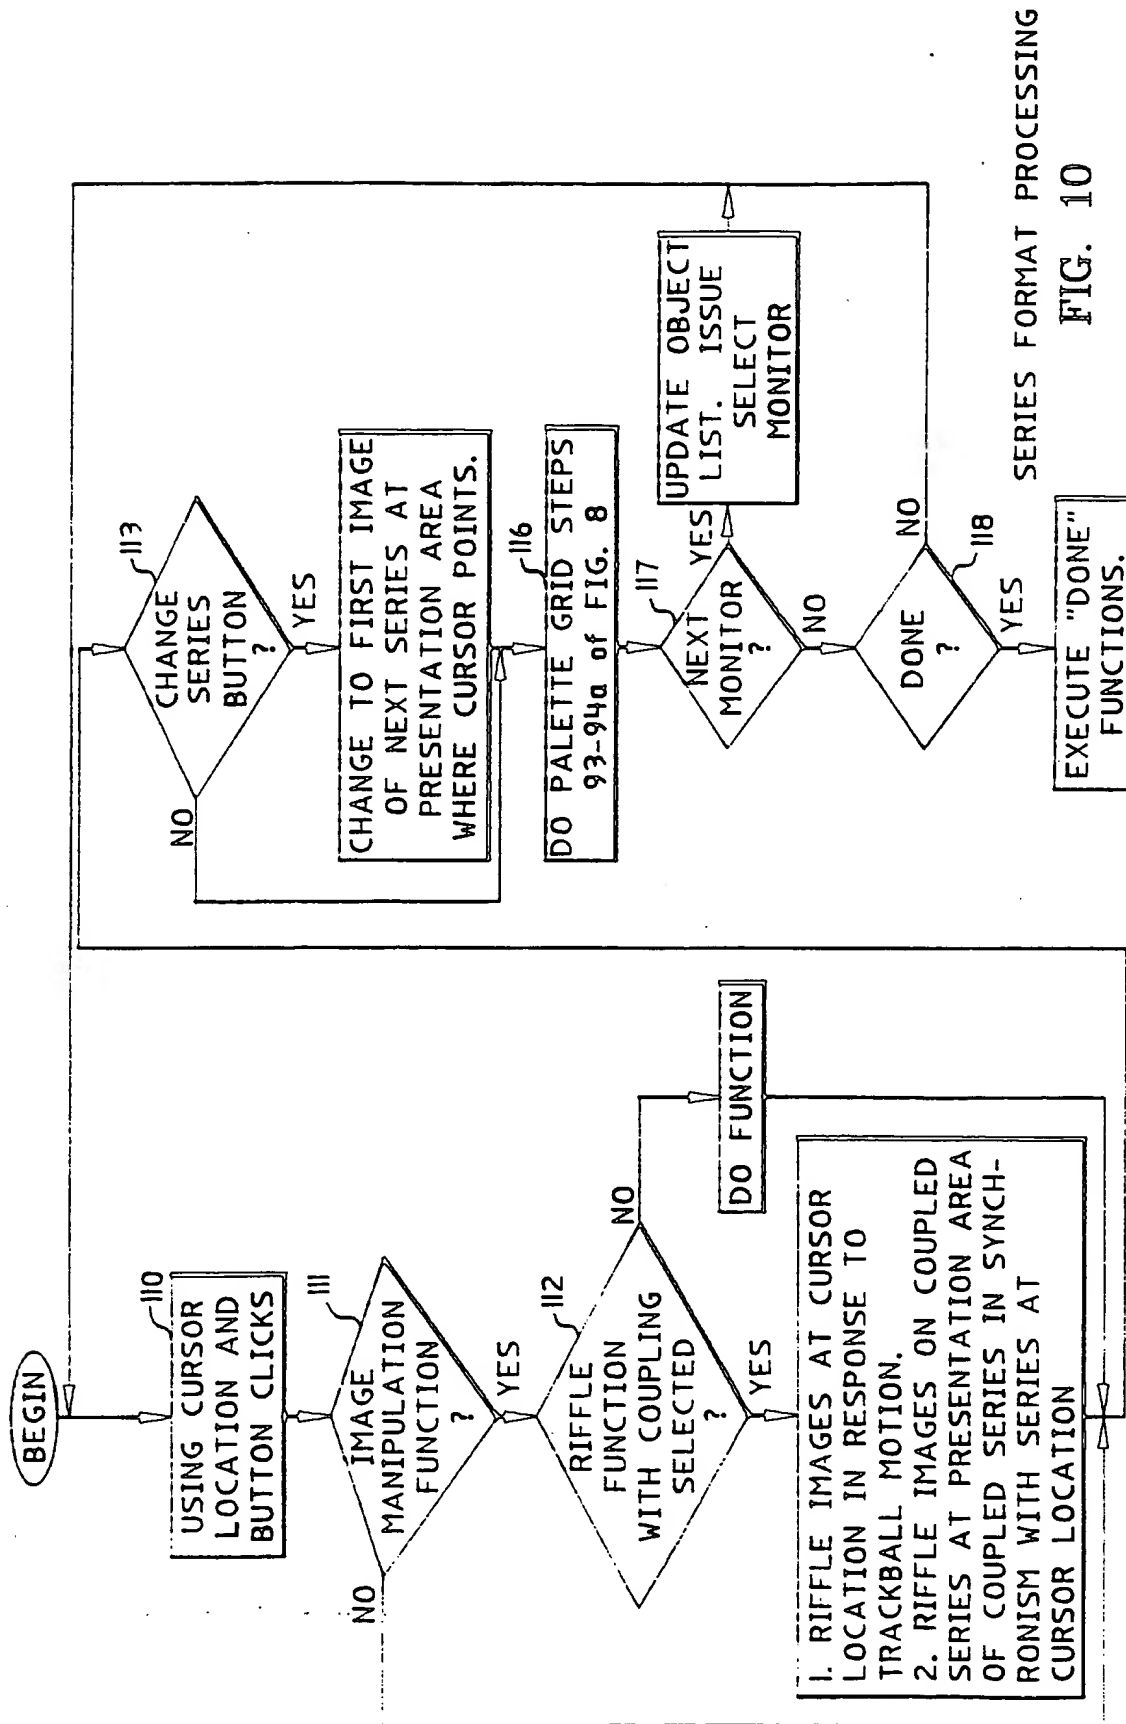 BEGIN
110
USING CURSOR
LOCATION AND
BUTTON CLICKS
111
IMAGE
MANIPULATION
FUNCTION
?
NO
YES
112
RIFFLE
FUNCTION
WITH COUPLING
SELECTED
?
NO
DO FUNCTION
YES
1. RIFFLE IMAGES AT CURSOR
LOCATION IN RESPONSE TO
TRACKBALL MOTION.
2. RIFFLE IMAGES ON COUPLED
SERIES AT PRESENTATION AREA
OF COUPLED SERIES IN SYNCH-
RONISM WITH SERIES AT
CURSOR LOCATION
113
CHANGE
SERIES
BUTTON
?
NO
YES
CHANGE TO FIRST IMAGE
OF NEXT SERIES AT
PRESENTATION AREA
WHERE CURSOR POINTS.
116
DO PALETTE GRID STEPS
93-94a of FIG. 8
117
NEXT
MONITOR
?
YES
UPDATE OBJECT
LIST. ISSUE
SELECT
MONITOR
NO
118
DONE
?
NO
YES
EXECUTE "DONE"
FUNCTIONS.
SERIES FORMAT PROCESSING
FIG. 10